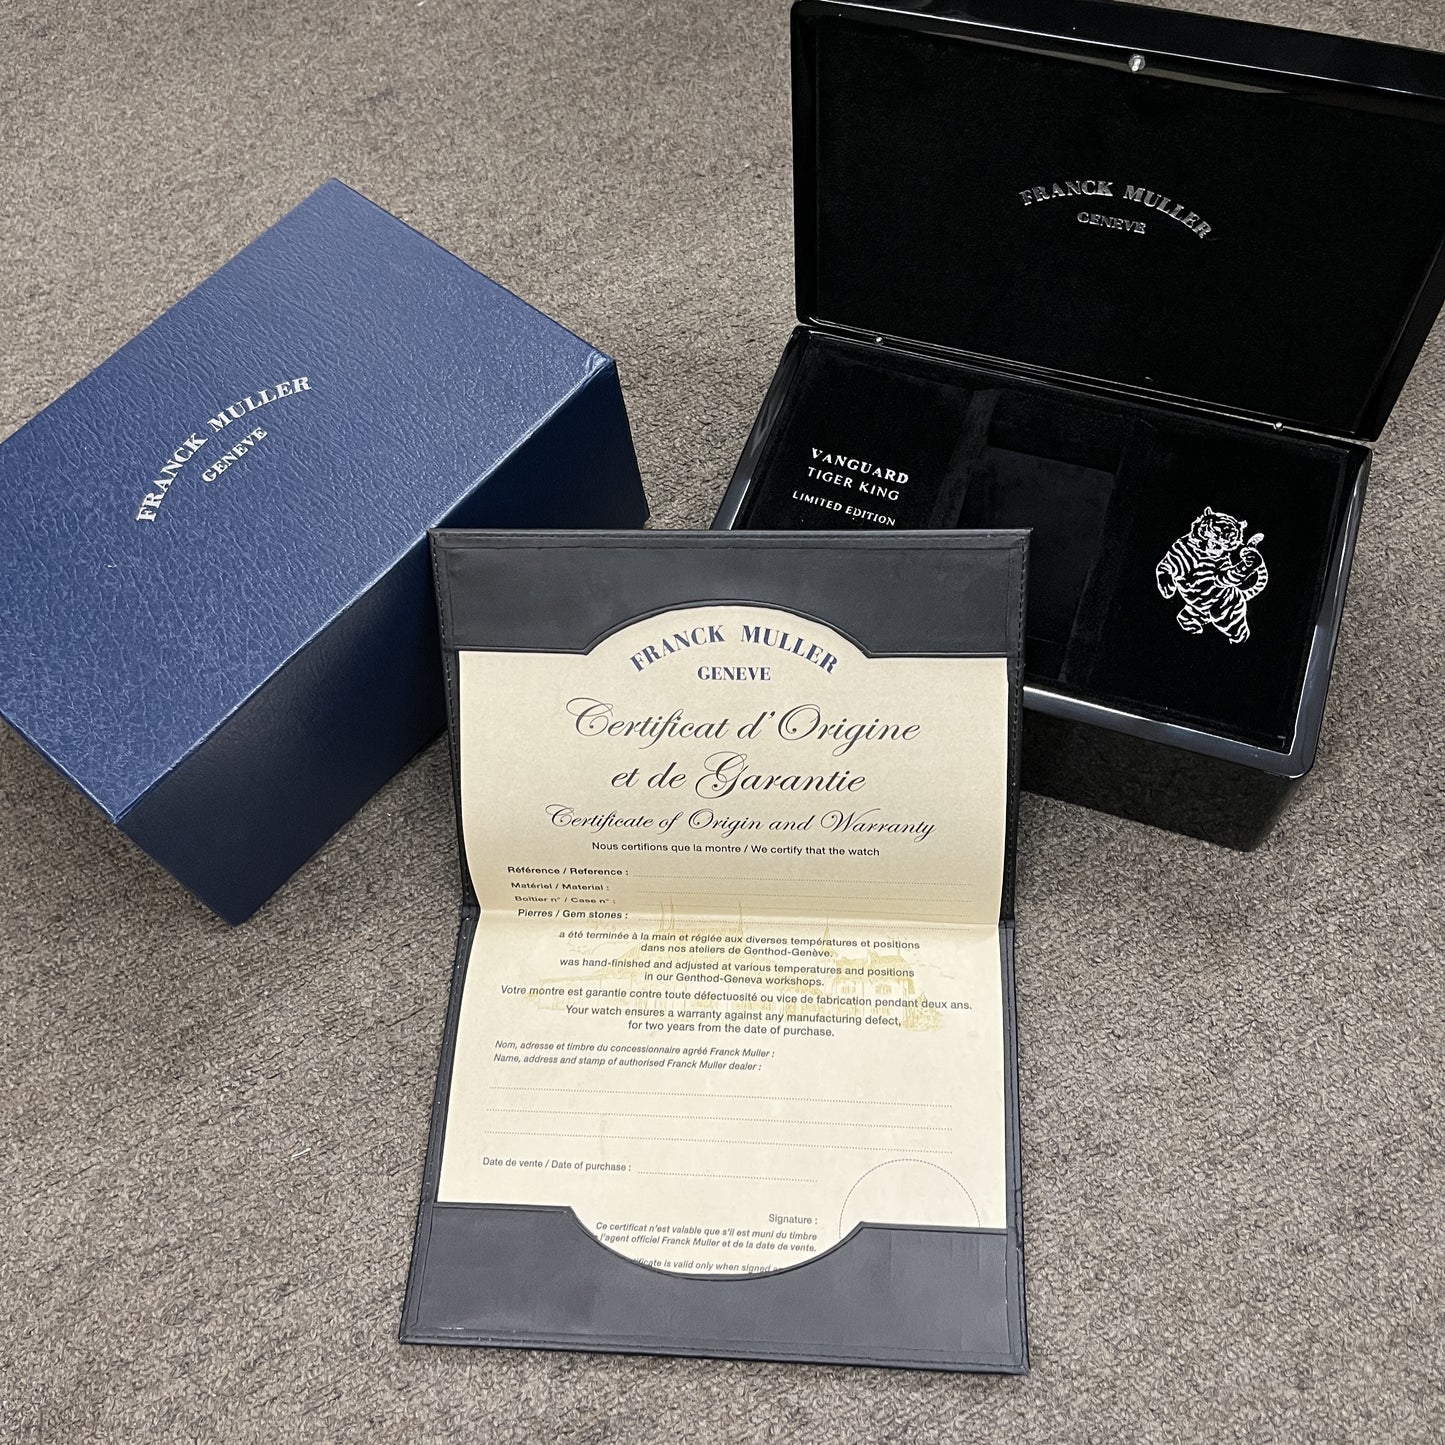 FRANCK MULLER
GENEVE
FRANCK MULLER
GENEVE
VANGUARD
TIGER KING
LIMITED EDITION
FRANCK MULLER
GENEVE
Certificat d'Origine
et de Garantie
Certificate of Origin and Warranty
Nous certifions que la montre / We certify that the watch
Référence / Reference :
Matériel / Material :
Boîtier n° / Case n° :
Pierres / Gem stones :
a été terminée à la main et réglée aux diverses températures et positions
dans nos ateliers de Genthod-Genève.
was hand-finished and adjusted at various temperatures and positions
in our Genthod-Geneva workshops.
Votre montre est garantie contre toute défectuosité ou vice de fabrication pendant deux ans.
Your watch ensures a warranty against any manufacturing defect,
for two years from the date of purchase.
Nom, adresse et timbre du concessionnaire agréé Franck Muller :
Name, address and stamp of authorised Franck Muller dealer :
Date de vente / Date of purchase :
Signature :
Ce certificat n'est valable que s'il est muni du timbre
l'agent officiel Franck Muller et de la date de vente.
is valid only when signed